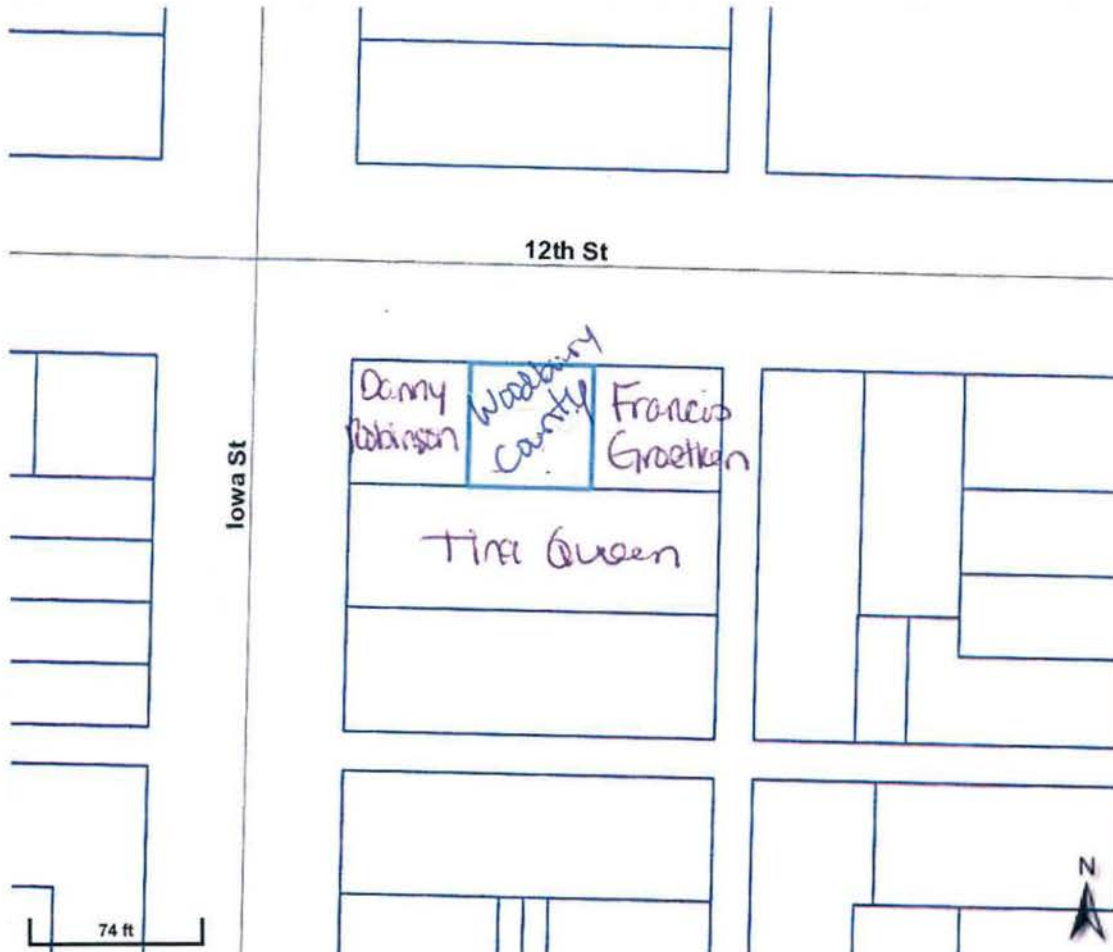 12th St
Iowa St
Danny
Robinson
Woodbury
County
Francis
Groetken
Tina Queen
N
74 ft